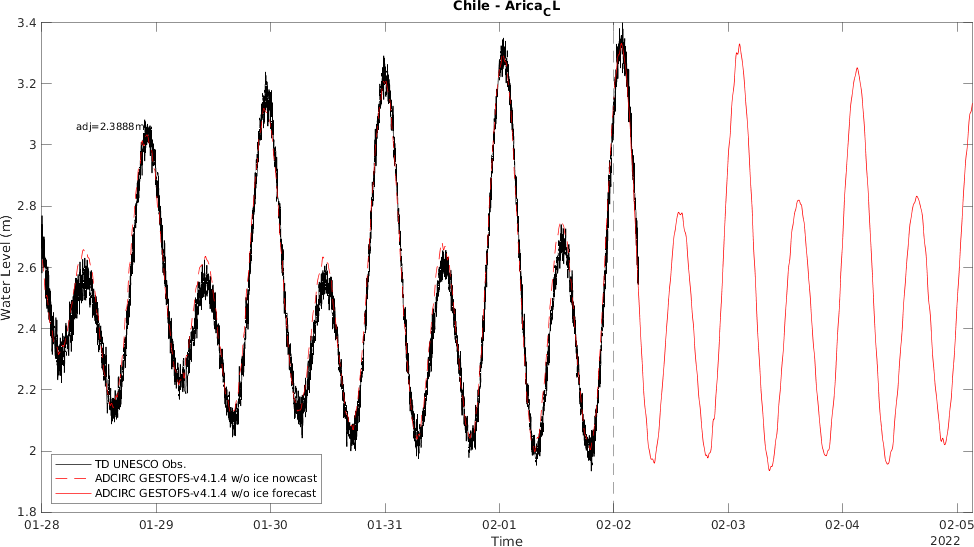 Chile - Arica_CL
3.4
3.2
3
2.8
2.6
2.4
2.2
2
1.8
Water Level (m)
adj=2.3888m
TD UNESCO Obs.
ADCIRC GESTOFS-v4.1.4 w/o ice nowcast
ADCIRC GESTOFS-v4.1.4 w/o ice forecast
01-28 01-29 01-30 01-31 02-01 02-02 02-03 02-04 02-05
Time 2022